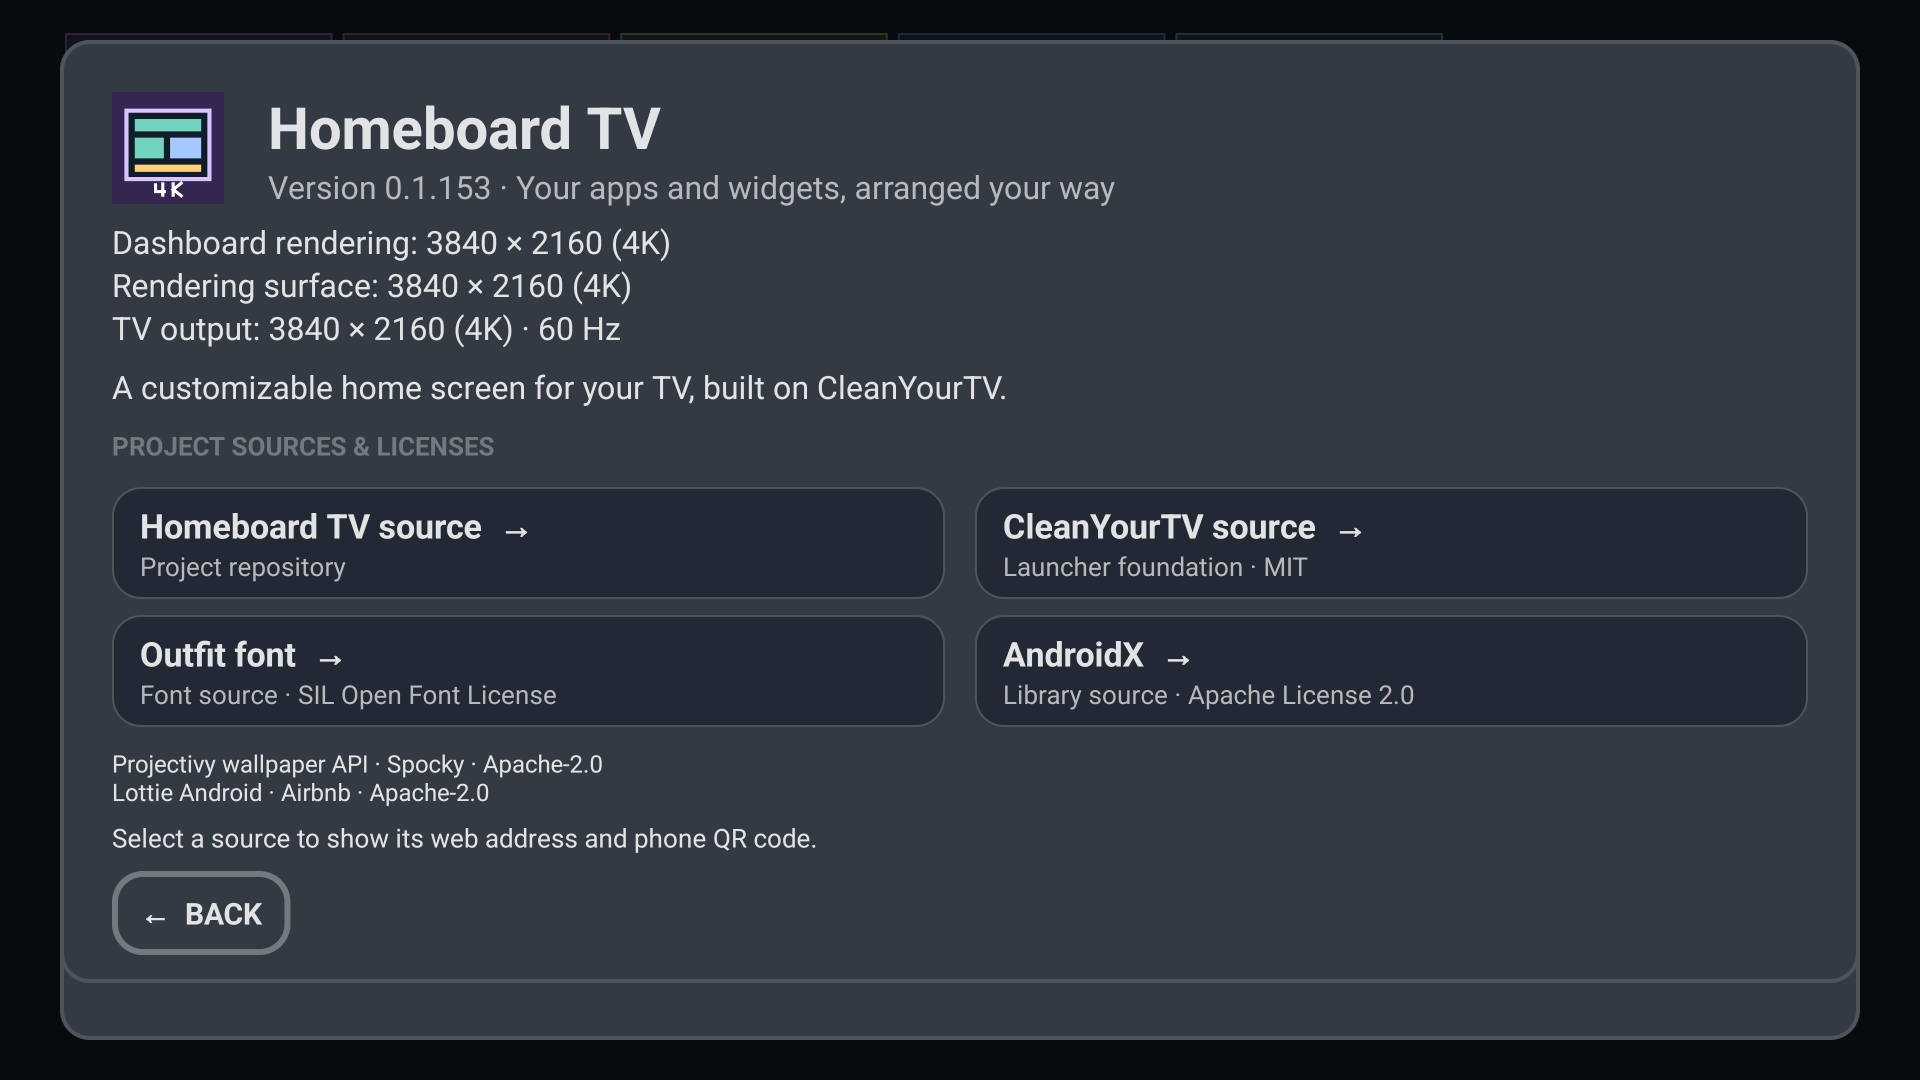 4K
Homeboard TV
Version 0.1.153 · Your apps and widgets, arranged your way
Dashboard rendering: 3840 × 2160 (4K)
Rendering surface: 3840 × 2160 (4K)
TV output: 3840 × 2160 (4K) · 60 Hz
A customizable home screen for your TV, built on CleanYourTV.
PROJECT SOURCES & LICENSES
Homeboard TV source →
Project repository
CleanYourTV source →
Launcher foundation · MIT
Outfit font →
Font source · SIL Open Font License
AndroidX →
Library source · Apache License 2.0
Projectivy wallpaper API · Spocky · Apache-2.0
Lottie Android · Airbnb · Apache-2.0
Select a source to show its web address and phone QR code.
← BACK